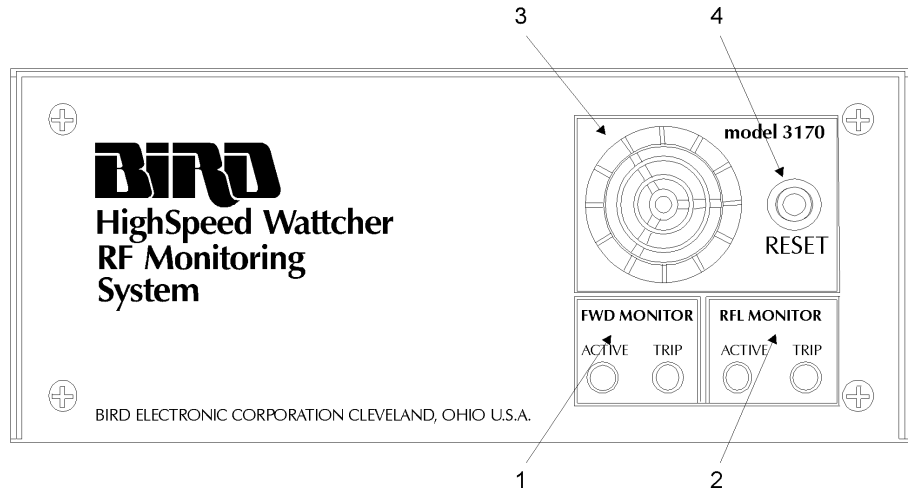 3 4
model 3170
BiRD
HighSpeed Wattcher
RF Monitoring
System
RESET
FWD MONITOR RFL MONITOR
ACTIVE TRIP ACTIVE TRIP
BIRD ELECTRONIC CORPORATION CLEVELAND, OHIO U.S.A.
1 2